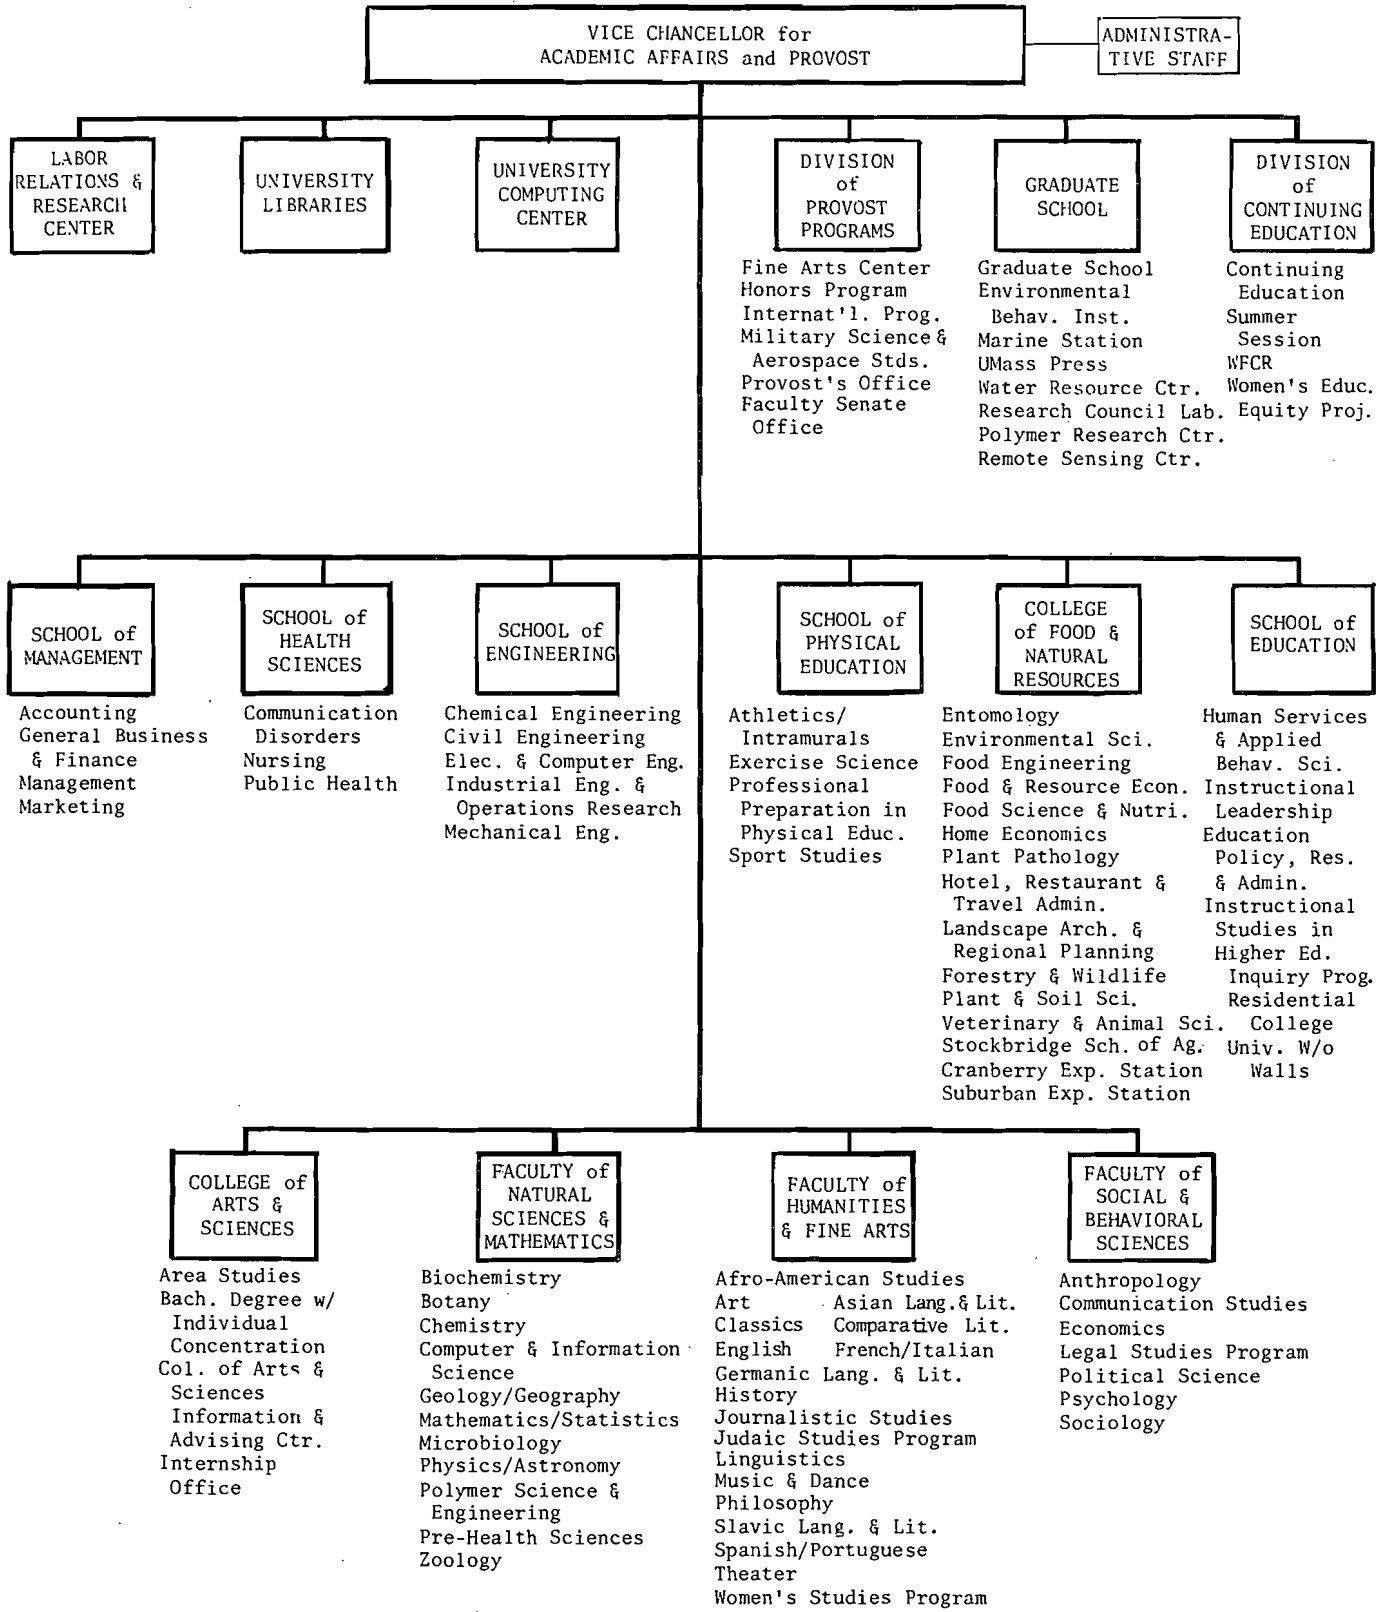 VICE CHANCELLOR for
ACADEMIC AFFAIRS and PROVOST
ADMINISTRA-
TIVE STAFF
LABOR
RELATIONS &
RESEARCH
CENTER
UNIVERSITY
LIBRARIES
UNIVERSITY
COMPUTING
CENTER
DIVISION
of
PROVOST
PROGRAMS
Fine Arts Center
Honors Program
Internat'l. Prog.
Military Science &
Aerospace Stds.
Provost's Office
Faculty Senate
Office
GRADUATE
SCHOOL
Graduate School
Environmental
Behav. Inst.
Marine Station
UMass Press
Water Resource Ctr.
Research Council Lab.
Polymer Research Ctr.
Remote Sensing Ctr.
DIVISION
of
CONTINUING
EDUCATION
Continuing
Education
Summer
Session
WFCR
Women's Educ.
Equity Proj.
SCHOOL of
MANAGEMENT
Accounting
General Business
& Finance
Management
Marketing
SCHOOL of
HEALTH
SCIENCES
Communication
Disorders
Nursing
Public Health
SCHOOL of
ENGINEERING
Chemical Engineering
Civil Engineering
Elec. & Computer Eng.
Industrial Eng. &
Operations Research
Mechanical Eng.
SCHOOL of
PHYSICAL
EDUCATION
Athletics/
Intramurals
Exercise Science
Professional
Preparation in
Physical Educ.
Sport Studies
COLLEGE
of FOOD &
NATURAL
RESOURCES
Entomology
Environmental Sci.
Food Engineering
Food & Resource Econ.
Food Science & Nutri.
Home Economics
Plant Pathology
Hotel, Restaurant &
Travel Admin.
Landscape Arch. &
Regional Planning
Forestry & Wildlife
Plant & Soil Sci.
Veterinary & Animal Sci.
Stockbridge Sch. of Ag.
Cranberry Exp. Station
Suburban Exp. Station
SCHOOL of
EDUCATION
Human Services
& Applied
Behav. Sci.
Instructional
Leadership
Education
Policy, Res.
& Admin.
Instructional
Studies in
Higher Ed.
Inquiry Prog.
Residential
College
Univ. W/o
Walls
COLLEGE of
ARTS &
SCIENCES
Area Studies
Bach. Degree w/
Individual
Concentration
Col. of Arts &
Sciences
Information &
Advising Ctr.
Internship
Office
FACULTY of
NATURAL
SCIENCES &
MATHEMATICS
Biochemistry
Botany
Chemistry
Computer & Information
Science
Geology/Geography
Mathematics/Statistics
Microbiology
Physics/Astronomy
Polymer Science &
Engineering
Pre-Health Sciences
Zoology
FACULTY of
HUMANITIES
& FINE ARTS
Afro-American Studies
Art Asian Lang.& Lit.
Classics Comparative Lit.
English French/Italian
Germanic Lang. & Lit.
History
Journalistic Studies
Judaic Studies Program
Linguistics
Music & Dance
Philosophy
Slavic Lang. & Lit.
Spanish/Portuguese
Theater
Women's Studies Program
FACULTY of
SOCIAL &
BEHAVIORAL
SCIENCES
Anthropology
Communication Studies
Economics
Legal Studies Program
Political Science
Psychology
Sociology